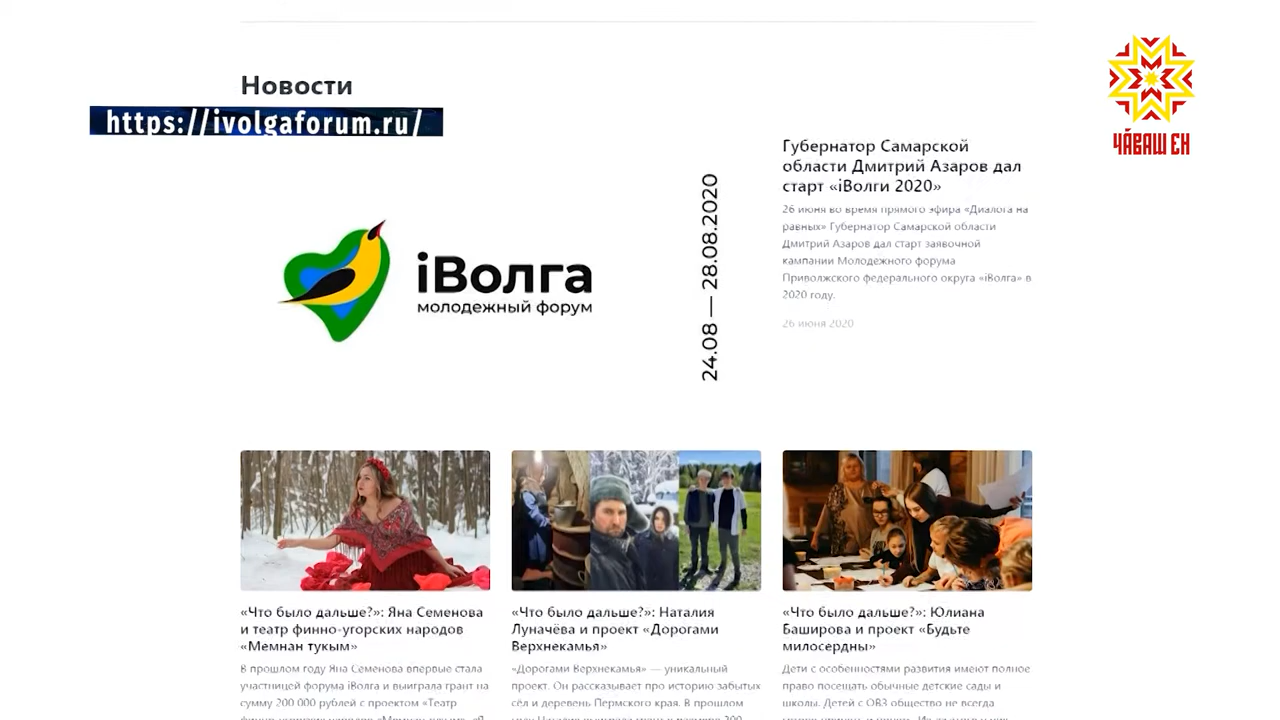 Новости
https://ivolgaforum.ru/
ЧӐВАШ ЕН
iВолга
молодежный форум
24.08 — 28.08.2020
Губернатор Самарской
области Дмитрий Азаров дал
старт «iВолги 2020»
26 июня во время прямого эфира «Диалога на
равных» Губернатор Самарской области
Дмитрий Азаров дал старт заявочной
кампании Молодежного форума
Приволжского федерального округа «iВолга» в
2020 году.
26 июня 2020
«Что было дальше?»: Яна Семенова
и театр финно-угорских народов
«Мемнан тукым»
В прошлом году Яна Семенова впервые стала
участницей форума iВолга и выиграла грант на
сумму 200 000 рублей с проектом «Театр
«Что было дальше?»: Наталия
Луначёва и проект «Дорогами
Верхнекамья»
«Дорогами Верхнекамья» — уникальный
проект. Он рассказывает про историю забытых
сёл и деревень Пермского края. В прошлом
«Что было дальше?»: Юлиана
Баширова и проект «Будьте
милосердны»
Дети с особенностями развития имеют полное
право посещать обычные детские сады и
школы. Детей с ОВЗ общество не всегда